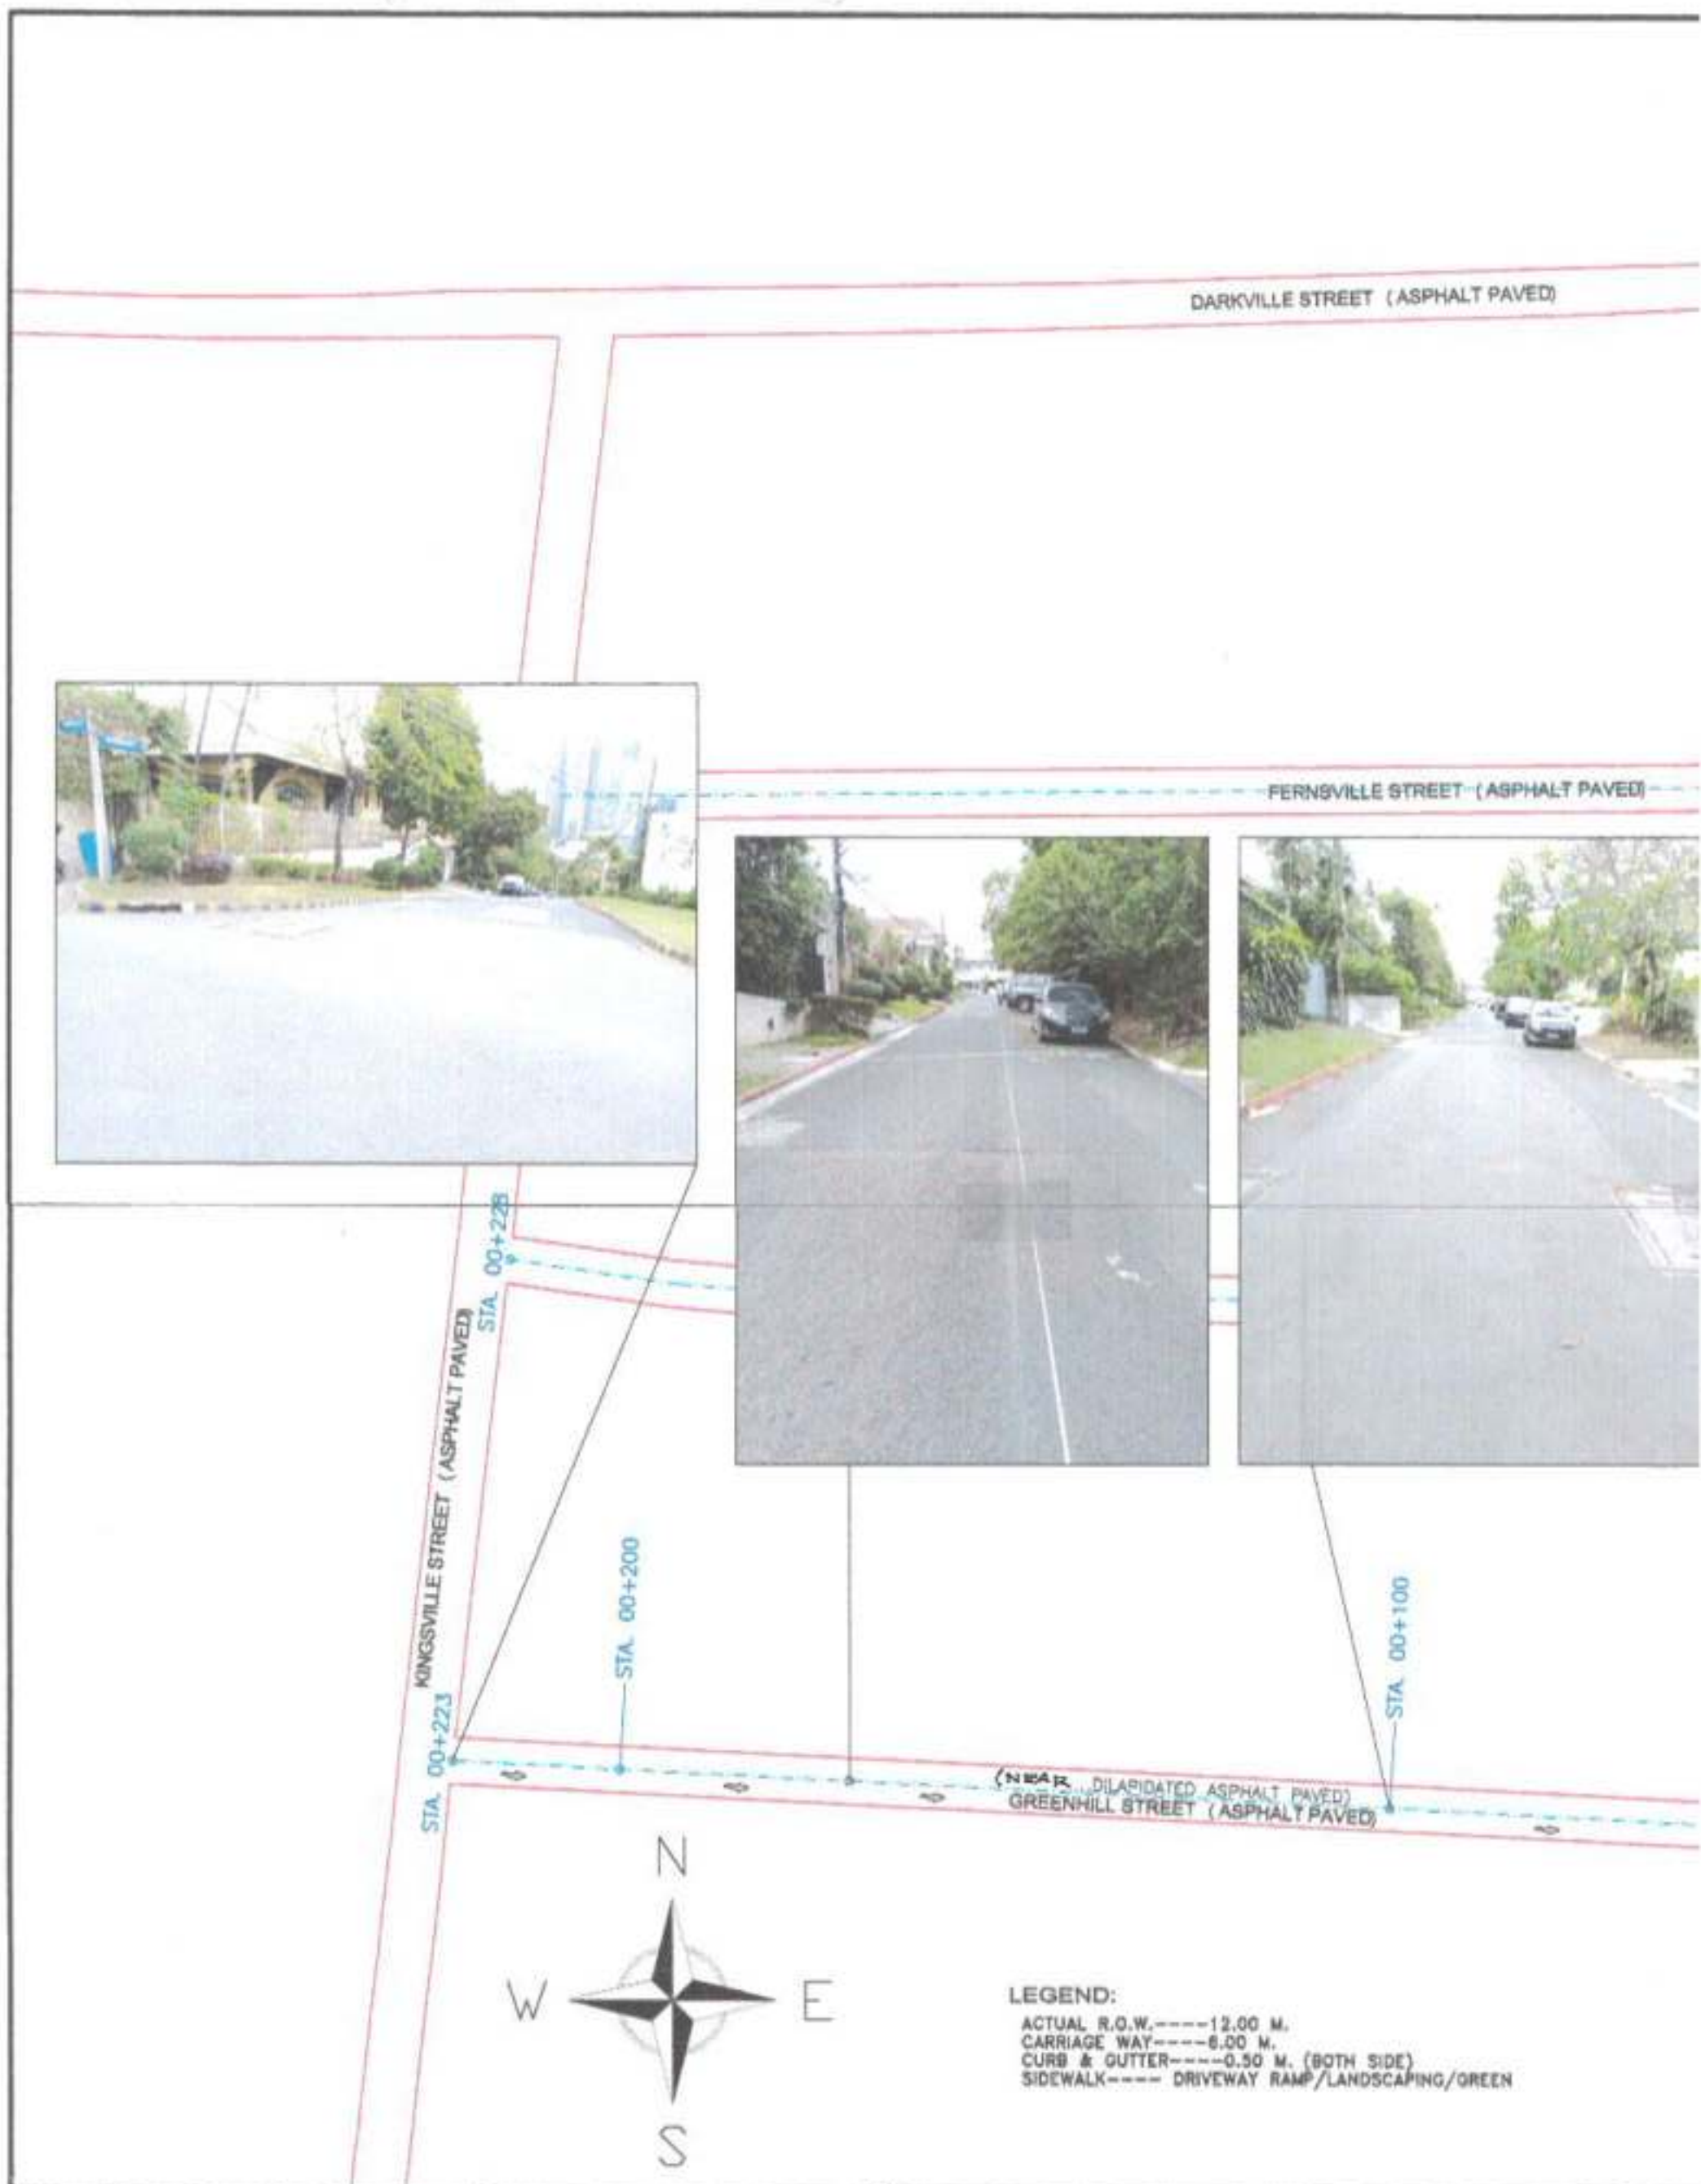 DARKVILLE STREET (ASPHALT PAVED)
FERNSVILLE STREET (ASPHALT PAVED)
STA. 00+228
KINGSVILLE STREET (ASPHALT PAVED)
STA. 00+200
STA. 00+100
STA. 00+223
(NEAR DILAPIDATED ASPHALT PAVED)
GREENHILL STREET (ASPHALT PAVED)
N
W
E
S
LEGEND:
ACTUAL R.O.W.----12.00 M.
CARRIAGE WAY----6.00 M.
CURB & GUTTER----0.50 M. (BOTH SIDE)
SIDEWALK---- DRIVEWAY RAMP/LANDSCAPING/GREEN